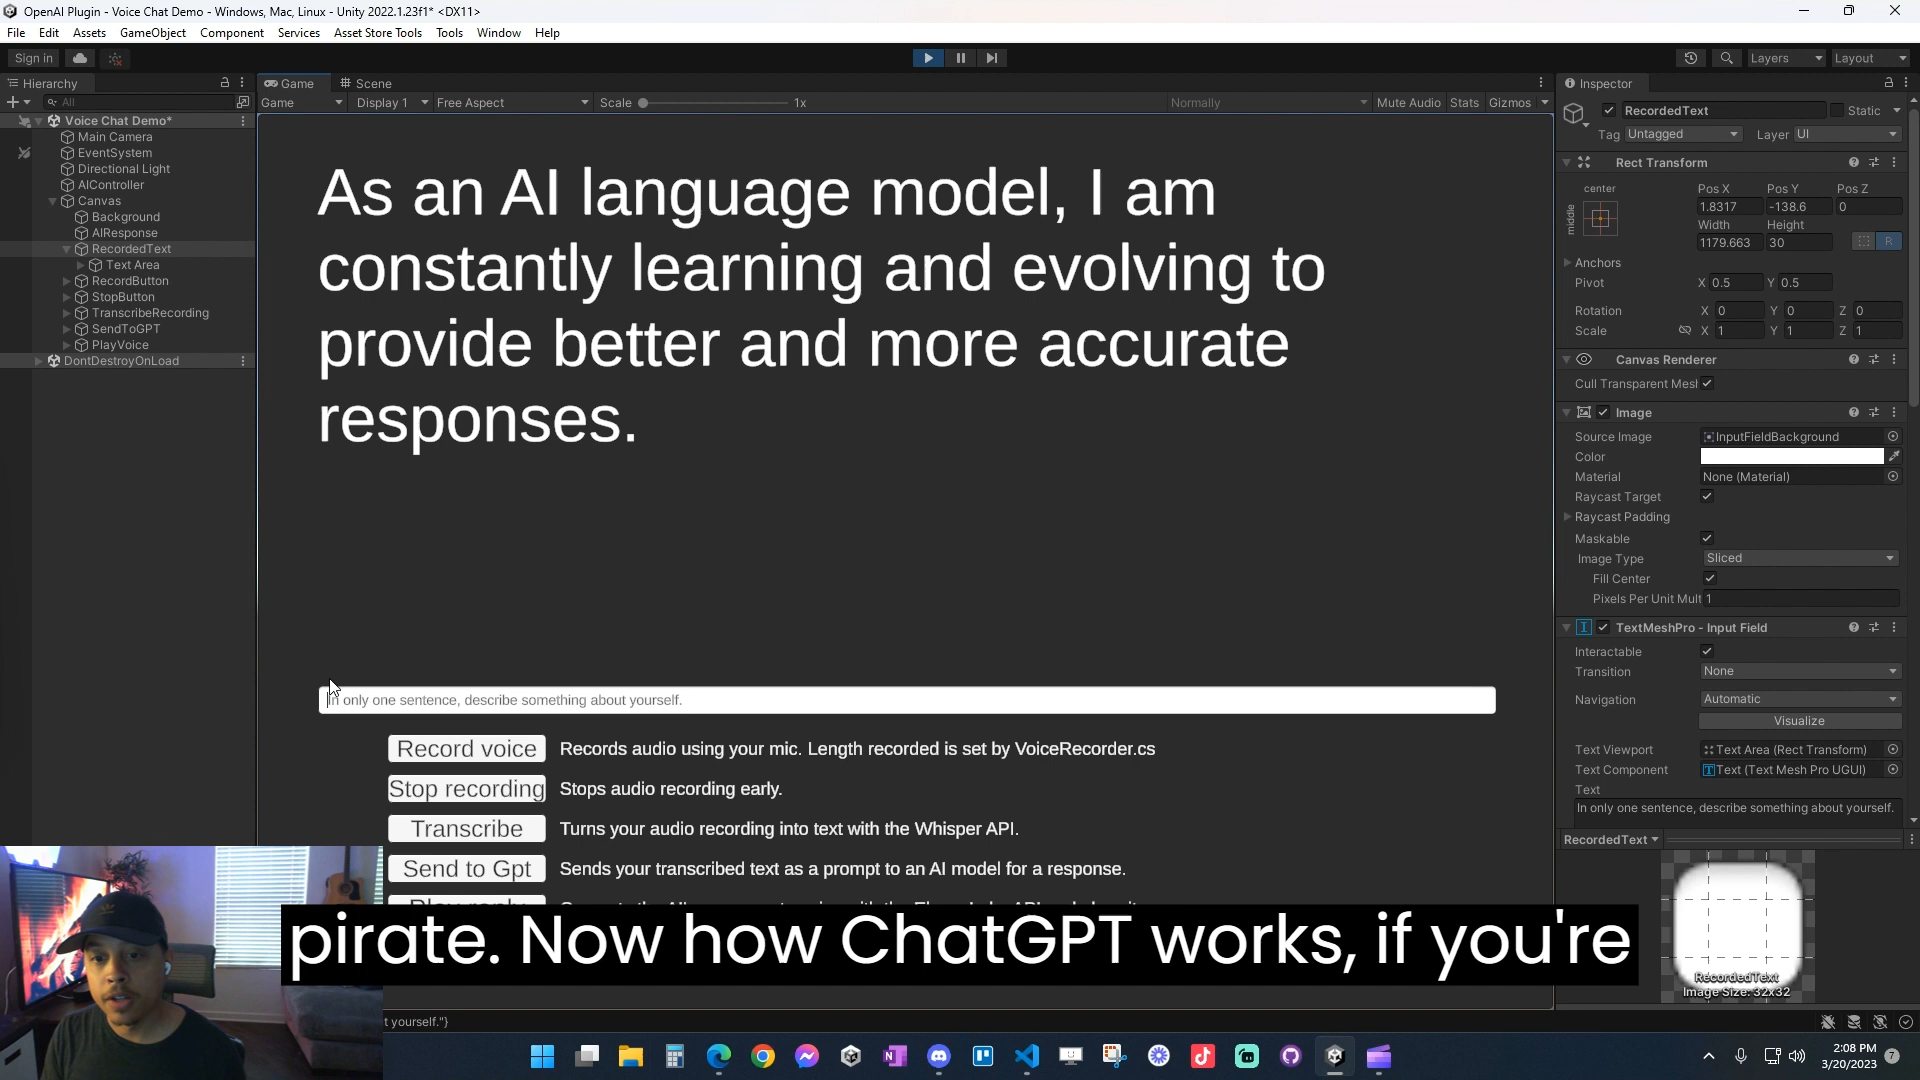 OpenAI Plugin - Voice Chat Demo - Windows, Mac, Linux - Unity 2022.1.23f1* <DX11>
File Edit Assets GameObject Component Services Asset Store Tools Tools Window Help
Sign in
Layers
Layout
Hierarchy
All
Voice Chat Demo*
Main Camera
EventSystem
Directional Light
AIController
Canvas
Background
AIResponse
RecordedText
Text Area
RecordButton
StopButton
TranscribeRecording
SendToGPT
PlayVoice
DontDestroyOnLoad
Game Scene
Game Display 1 Free Aspect Scale 1x Normally Mute Audio Stats Gizmos
As an AI language model, I am
constantly learning and evolving to
provide better and more accurate
responses.
In only one sentence, describe something about yourself.
Record voice Records audio using your mic. Length recorded is set by VoiceRecorder.cs
Stop recording Stops audio recording early.
Transcribe Turns your audio recording into text with the Whisper API.
Send to Gpt Sends your transcribed text as a prompt to an AI model for a response.
pirate. Now how ChatGPT works, if you're
t yourself."}
Inspector
RecordedText Static
Tag Untagged Layer UI
Rect Transform
center
middle
Pos X Pos Y Pos Z
1.8317 -138.6 0
Width Height
1179.663 30
R
Anchors
Pivot X 0.5 Y 0.5
Rotation X 0 Y 0 Z 0
Scale X 1 Y 1 Z 1
Canvas Renderer
Cull Transparent Mesh
Image
Source Image InputFieldBackground
Color
Material None (Material)
Raycast Target
Raycast Padding
Maskable
Image Type Sliced
Fill Center
Pixels Per Unit Mult 1
TextMeshPro - Input Field
Interactable
Transition None
Navigation Automatic
Visualize
Text Viewport Text Area (Rect Transform)
Text Component Text (Text Mesh Pro UGUI)
Text
In only one sentence, describe something about yourself.
RecordedText
RecordedText
Image Size: 32x32
2:08 PM
3/20/2023
7